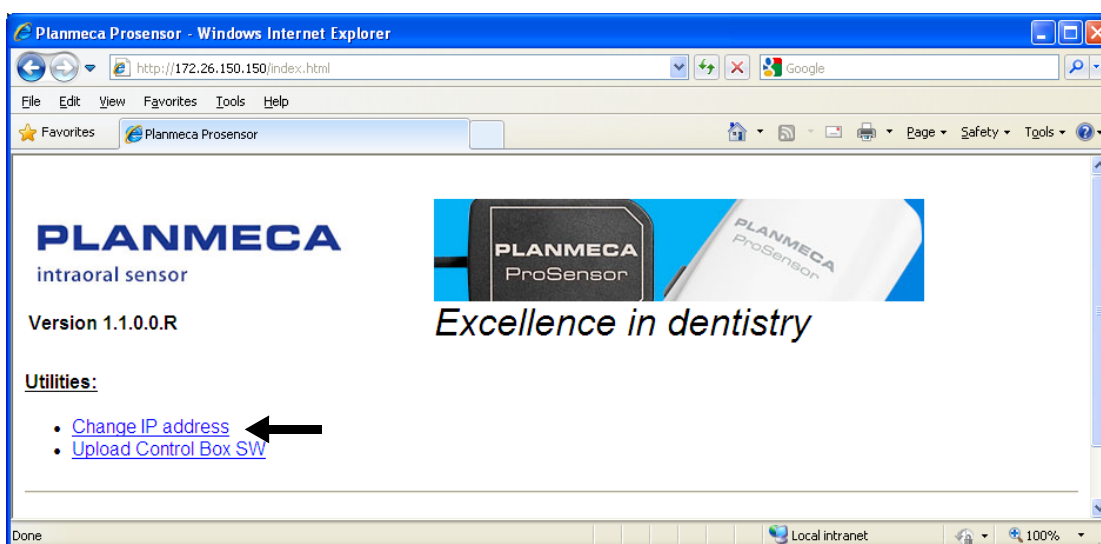 Planmeca Prosensor - Windows Internet Explorer
http://172.26.150.150/index.html
Google
File Edit View Favorites Tools Help
Favorites
Planmeca Prosensor
Page Safety Tools
PLANMECA
intraoral sensor
PLANMECA
ProSensor
PLANMECA
ProSensor
Version 1.1.0.0.R
Excellence in dentistry
Utilities:
• Change IP address
• Upload Control Box SW
Done
Local intranet
100%